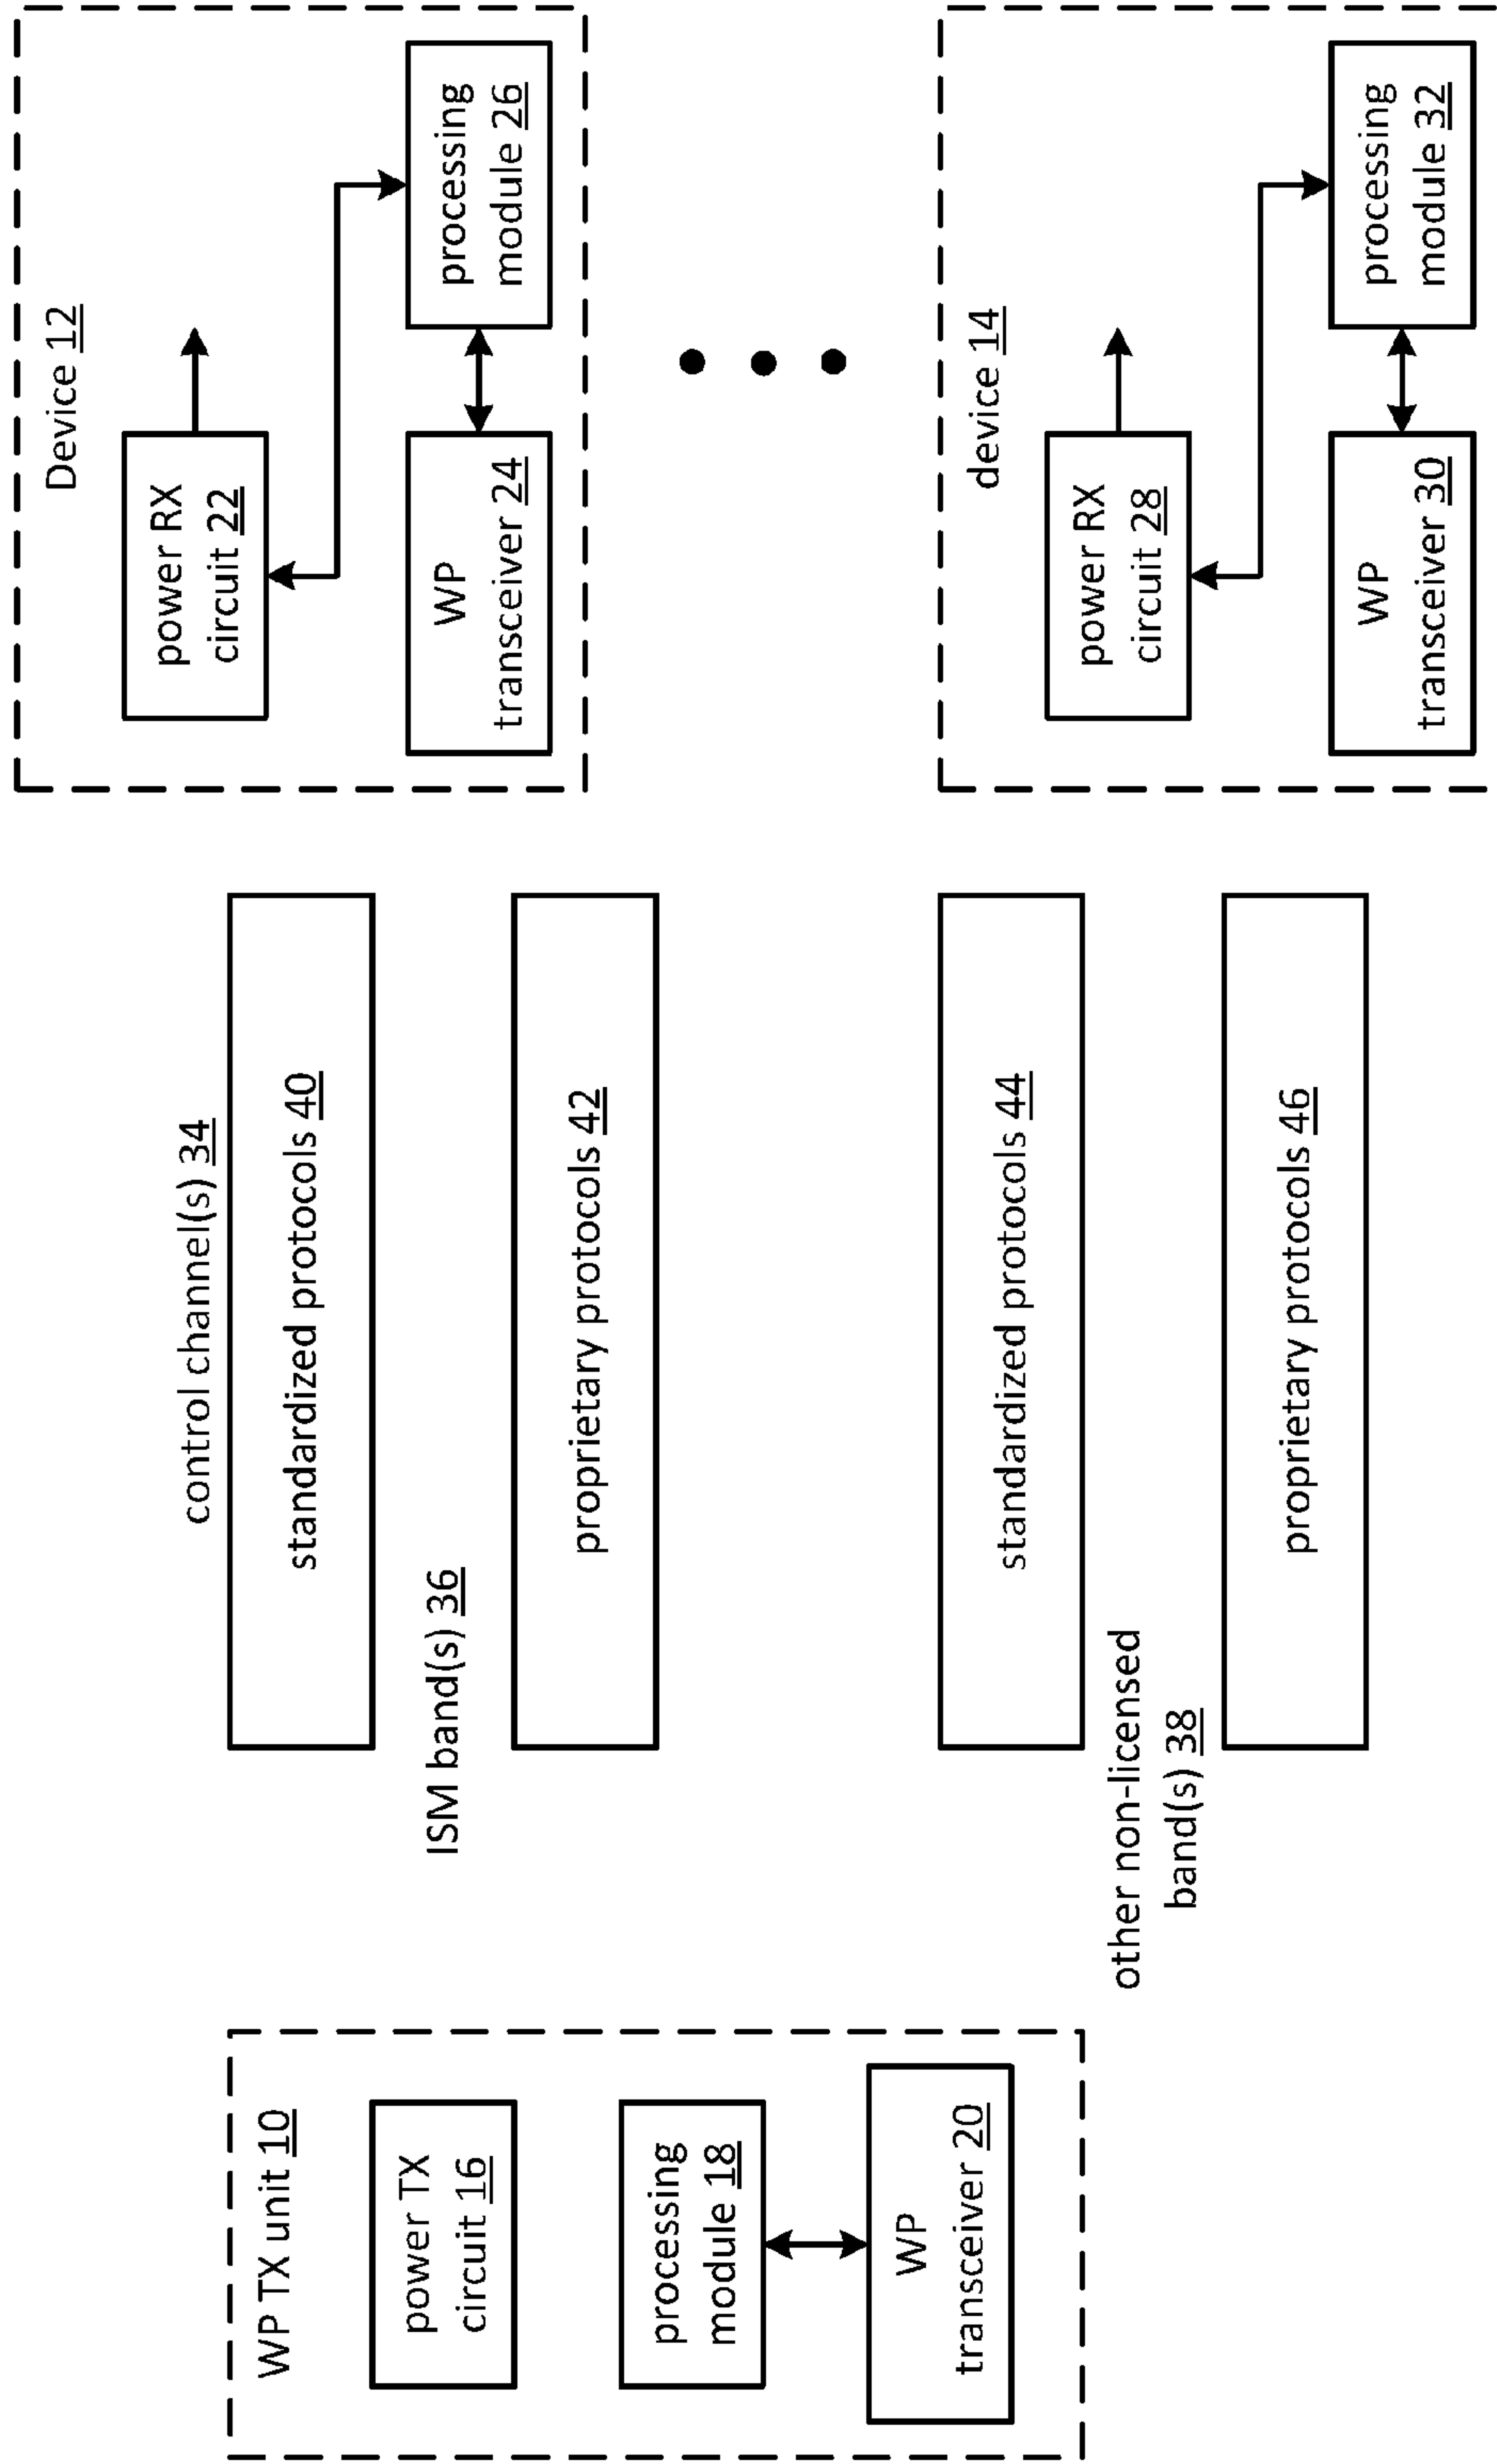 WP TX unit 10
power TX
circuit 16
processing
module 18
WP
transceiver 20
control channel(s) 34
standardized protocols 40
ISM band(s) 36
proprietary protocols 42
standardized protocols 44
other non-licensed
band(s) 38
proprietary protocols 46
Device 12
power RX
circuit 22
WP
transceiver 24
processing
module 26
device 14
power RX
circuit 28
WP
transceiver 30
processing
module 32